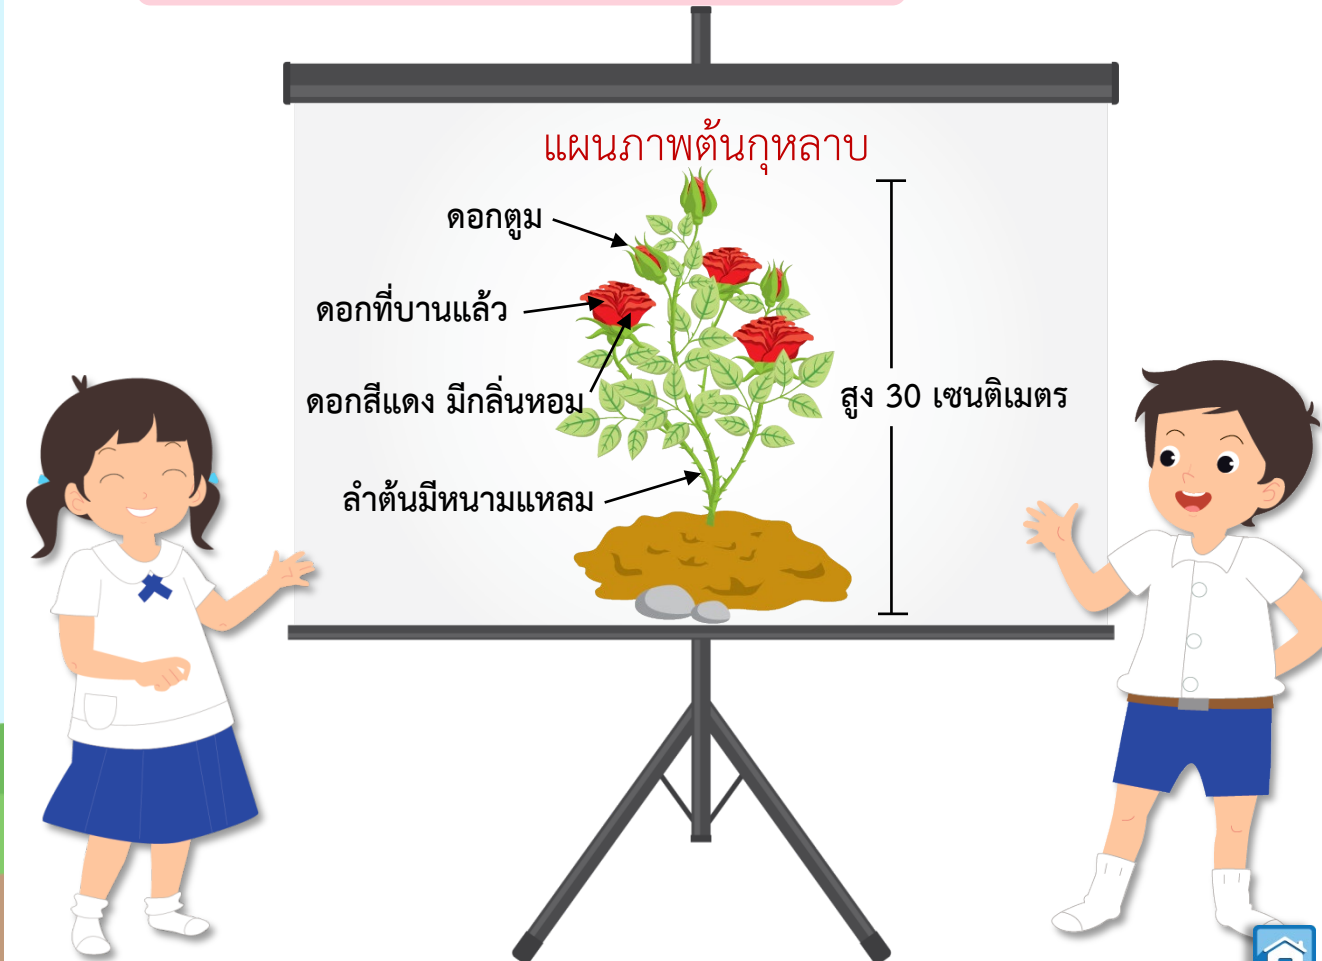 แผนภาพต้นกุหลาบ
ดอกตูม
ดอกที่บานแล้ว
ดอกสีแดง มีกลิ่นหอม
สูง 30 เซนติเมตร
ลำต้นมีหนามแหลม